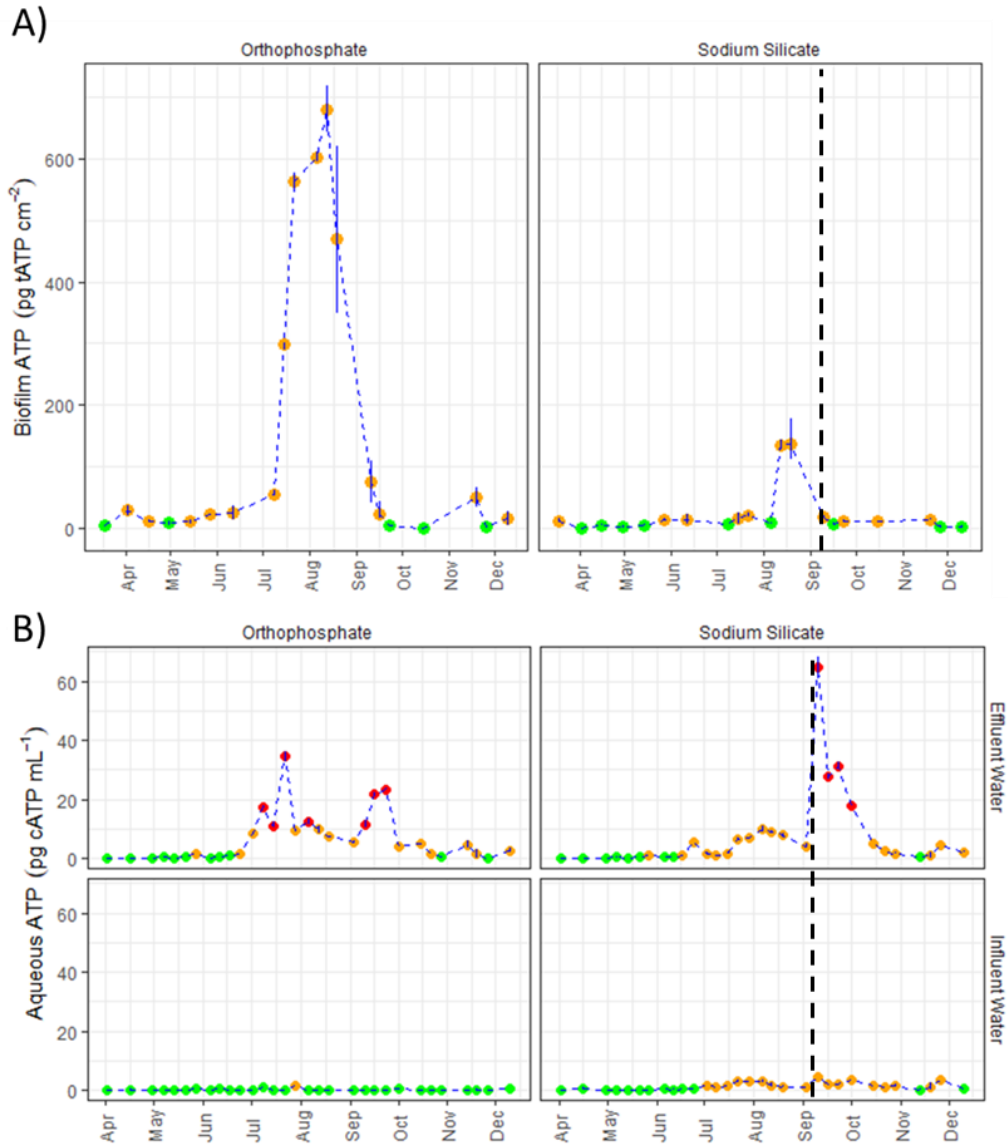 A)
Orthophosphate Sodium Silicate
Biofilm ATP (pg tATP cm⁻²)
600
400
200
0
Apr May Jun Jul Aug Sep Oct Nov Dec Apr May Jun Jul Aug Sep Oct Nov Dec
B)
Orthophosphate Sodium Silicate
Aqueous ATP (pg cATP mL⁻¹)
60
40
20
0
Effluent Water
60
40
20
0
Influent Water
Apr May Jun Jul Aug Sep Oct Nov Dec Apr May Jun Jul Aug Sep Oct Nov Dec